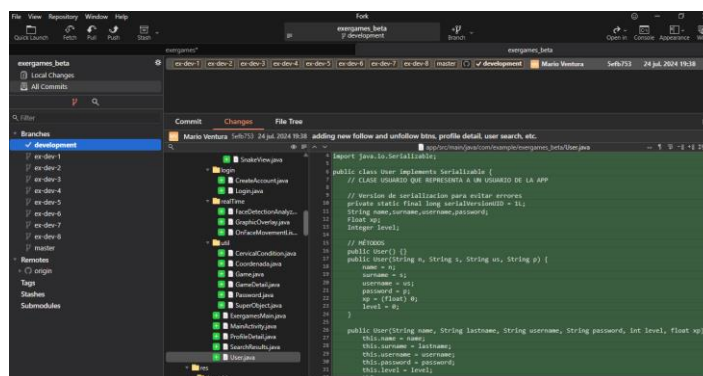 File View Repository Window Help
Fork
Quick Launch Fetch Pull Push Stash
exergames_beta
development
Branch
Open in Console Appearance
exergames* exergames_beta
exergames_beta
Local Changes
All Commits
Filter
Branches
development
ex-dev-1
ex-dev-2
ex-dev-3
ex-dev-4
ex-dev-5
ex-dev-6
ex-dev-7
ex-dev-8
master
Remotes
origin
Tags
Stashes
Submodules
ex-dev-1 ex-dev-2 ex-dev-3 ex-dev-4 ex-dev-5 ex-dev-6 ex-dev-7 ex-dev-8 master development Mario Ventura 5efb753 24 jul. 2024 19:38
Commit Changes File Tree
Mario Ventura 5efb753 24 jul. 2024 19:38 adding new follow and unfollow btns, profile detail, user search, etc.
app/src/main/java/com/example/exergames_beta/User.java
SnakeView.java
login
CreateAccount.java
Login.java
realTime
FaceDetectionAnalyz...
GraphicOverlay.java
OnFaceMovementLis...
util
CervicalCondition.java
Coordenada.java
Game.java
GameDetail.java
Password.java
SuperObject.java
ExergamesMain.java
MainActivity.java
ProfileDetail.java
SearchResults.java
User.java
res
import java.io.Serializable;
public class User implements Serializable {
// CLASE USUARIO QUE REPRESENTA A UN USUARIO DE LA APP
// Version de serializacion para evitar errores
private static final long serialVersionUID = 1L;
String name,surname,username,password;
Float xp;
Integer level;
// MÉTODOS
public User() {}
public User(String n, String s, String us, String p) {
name = n;
surname = s;
username = us;
password = p;
xp = (float) 0;
level = 0;
}
public User(String name, String lastname, String username, String password, int level, float xp)
this.name = name;
this.surname = lastname;
this.username = username;
this.password = password;
this.level = level;